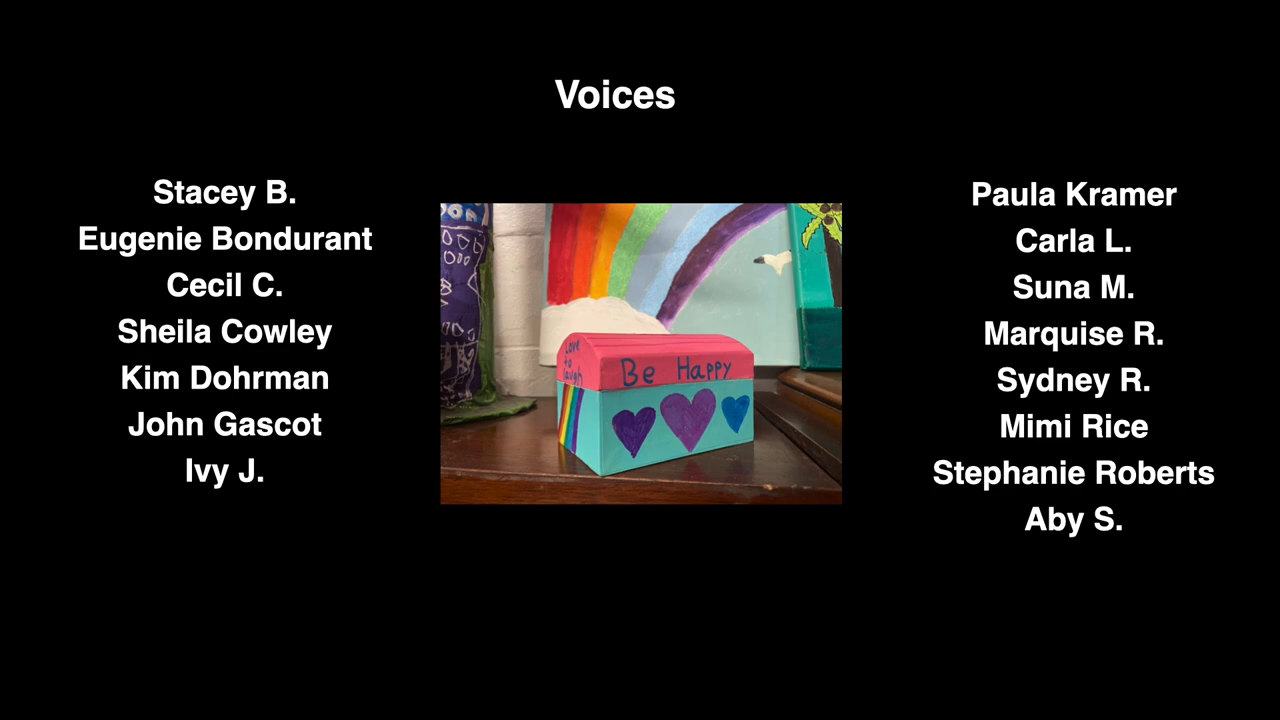 Voices
Stacey B.
Eugenie Bondurant
Cecil C.
Sheila Cowley
Kim Dohrman
John Gascot
Ivy J.
Love
to
laugh
Be Happy
Paula Kramer
Carla L.
Suna M.
Marquise R.
Sydney R.
Mimi Rice
Stephanie Roberts
Aby S.